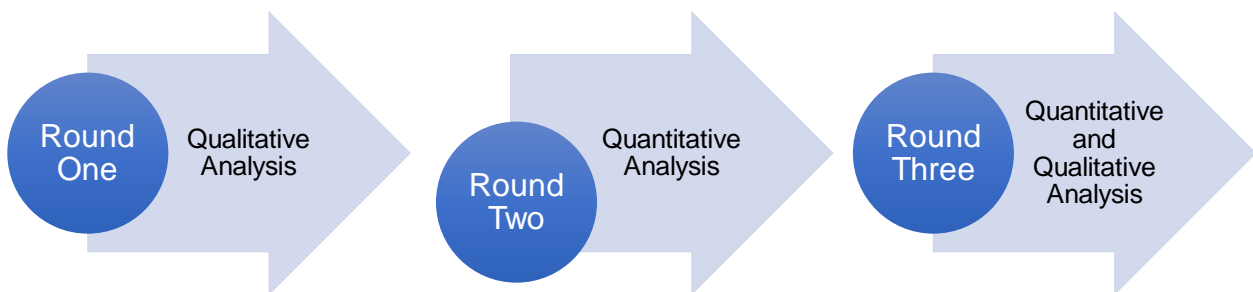 Round
One
Qualitative
Analysis
Round
Two
Quantitative
Analysis
Round
Three
Quantitative
and
Qualitative
Analysis